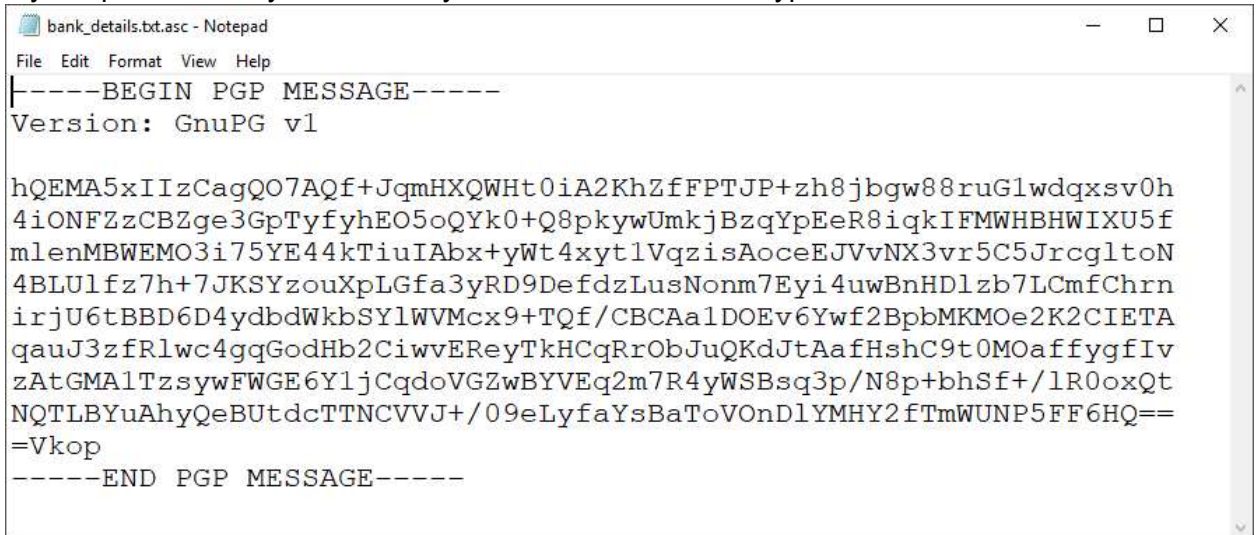 bank_details.txt.asc - Notepad
File Edit Format View Help
-----BEGIN PGP MESSAGE-----
Version: GnuPG v1
hQEMA5xIIzCagQO7AQf+JqmHXQWHt0iA2KhZfFPTJP+zh8jbgw88ruG1wdqxsv0h
4iONFZzCBZge3GpTyfyhEO5oQYk0+Q8pkywUmkjBzqYpEeR8iqkIFMWHBHWIXU5f
mlenMBWEMO3i75YE44kTiuIAbx+yWt4xyt1VqzisAoceEJVvNX3vr5C5JrcgltoN
4BLUlfz7h+7JKSYzouXpLGfa3yRD9DefdzLusNonm7Eyi4uwBnHDlzb7LCmfChrn
irjU6tBBD6D4ydbdWkbSYlWVMcx9+TQf/CBCAa1DOEv6Ywf2BpbMKMOe2K2CIETA
qauJ3zfRlwc4gqGodHb2CiwvEReyTkHCqRrObJuQKdJtAafHshC9t0MOaffygfIv
zAtGMA1TzsywFWGE6Y1jCqdoVGZwBYVEq2m7R4yWSBsq3p/N8p+bhSf+/lR0oxQt
NQTLBYuAhyQeBUtdcTTNCVVJ+/09eLyfaYsBaToVOnDlYMHY2fTmWUNP5FF6HQ==
=Vkop
-----END PGP MESSAGE-----